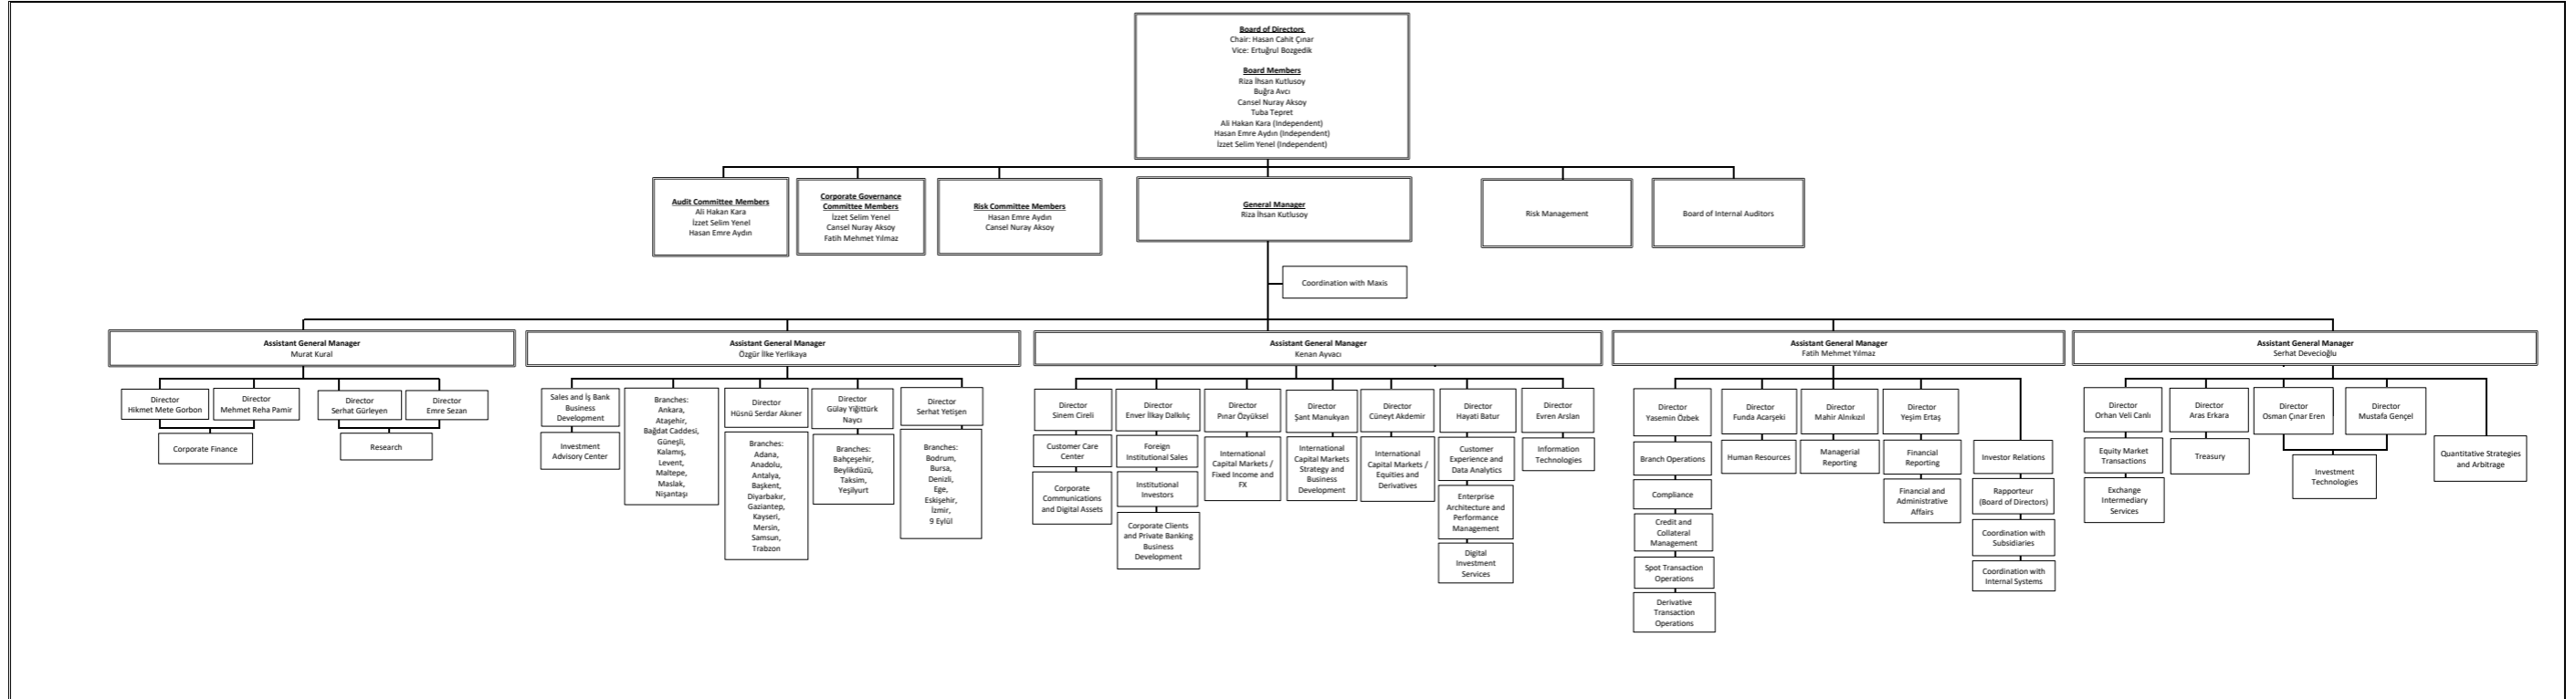 Board of Directors
Chair: Hasan Cahit Çınar
Vice: Ertuğrul Bozgedik
Board Members
Riza İhsan Kutlusoy
Buğra Avcı
Cansel Nuray Aksoy
Tuba Tepret
Ali Hakan Kara (Independent)
Hasan Emre Aydın (Independent)
İzzet Selim Yenel (Independent)
Audit Committee Members
Ali Hakan Kara
İzzet Selim Yenel
Hasan Emre Aydın
Corporate Governance
Committee Members
İzzet Selim Yenel
Cansel Nuray Aksoy
Fatih Mehmet Yılmaz
Risk Committee Members
Hasan Emre Aydın
Cansel Nuray Aksoy
General Manager
Riza İhsan Kutlusoy
Risk Management
Board of Internal Auditors
Coordination with Maxis
Assistant General Manager
Murat Kural
Assistant General Manager
Özgür İlke Yerlikaya
Assistant General Manager
Kenan Ayvacı
Assistant General Manager
Fatih Mehmet Yılmaz
Assistant General Manager
Serhat Devecioğlu
Director
Hikmet Mete Gorbon
Director
Mehmet Reha Pamir
Corporate Finance
Director
Serhat Gürleyen
Director
Emre Sezan
Research
Sales and İş Bank
Business
Development
Investment
Advisory Center
Branches:
Ankara,
Ataşehir,
Bağdat Caddesi,
Güneşli,
Kalamış,
Levent,
Maltepe,
Maslak,
Nişantaşı
Director
Hüsnü Serdar Akıner
Branches:
Adana,
Anadolu,
Antalya,
Başkent,
Diyarbakır,
Gaziantep,
Kayseri,
Mersin,
Samsun,
Trabzon
Director
Gülay Yiğittürk
Naycı
Branches:
Bahçeşehir,
Beylikdüzü,
Taksim,
Yeşilyurt
Director
Serhat Yetişen
Branches:
Bodrum,
Bursa,
Denizli,
Ege,
Eskişehir,
İzmir,
9 Eylül
Director
Sinem Cireli
Customer Care
Center
Corporate
Communications
and Digital Assets
Director
Enver İlkay Dalkılıç
Foreign
Institutional Sales
Institutional
Investors
Corporate Clients
and Private Banking
Business
Development
Director
Pınar Özyüksel
International
Capital Markets /
Fixed Income and
FX
Director
Şant Manukyan
International
Capital Markets
Strategy and
Business
Development
Director
Cüneyt Akdemir
International
Capital Markets /
Equities and
Derivatives
Director
Hayati Batur
Customer
Experience and
Data Analytics
Enterprise
Architecture and
Performance
Management
Digital
Investment
Services
Director
Evren Arslan
Information
Technologies
Director
Yasemin Özbek
Branch Operations
Compliance
Credit and
Collateral
Management
Spot Transaction
Operations
Derivative
Transaction
Operations
Director
Funda Acarşeki
Human Resources
Director
Mahir Alnıkızıl
Managerial
Reporting
Director
Yeşim Ertaş
Financial
Reporting
Financial and
Administrative
Affairs
Investor Relations
Rapporteur
(Board of Directors)
Coordination with
Subsidiaries
Coordination with
Internal Systems
Director
Orhan Veli Canlı
Equity Market
Transactions
Exchange
Intermediary
Services
Director
Aras Erkara
Treasury
Director
Osman Çınar Eren
Director
Mustafa Gençel
Investment
Technologies
Quantitative Strategies
and Arbitrage